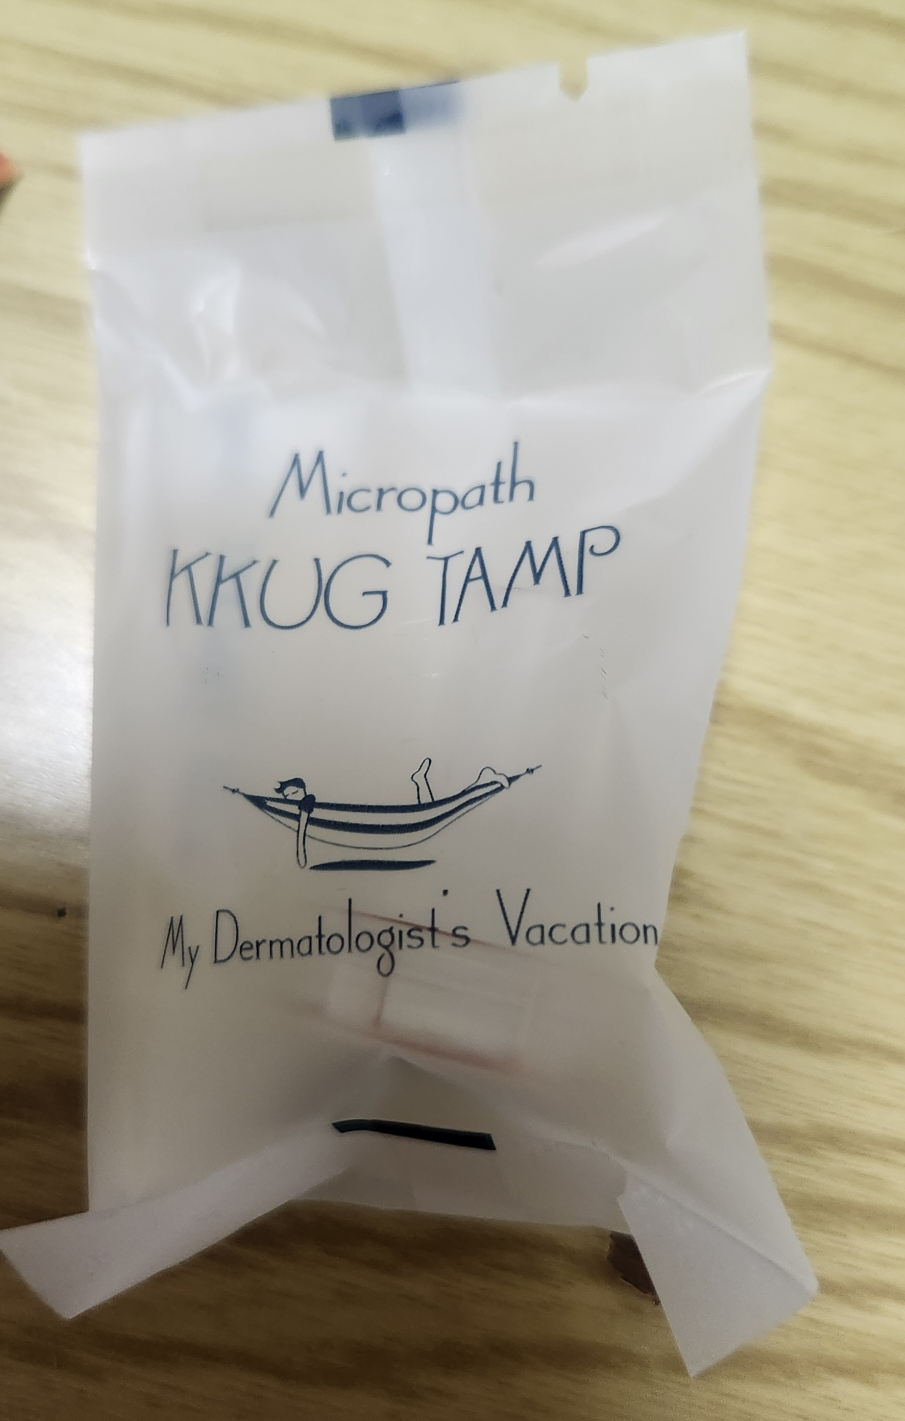 Micropath
KKUG TAMP
My Dermatologist's Vacation